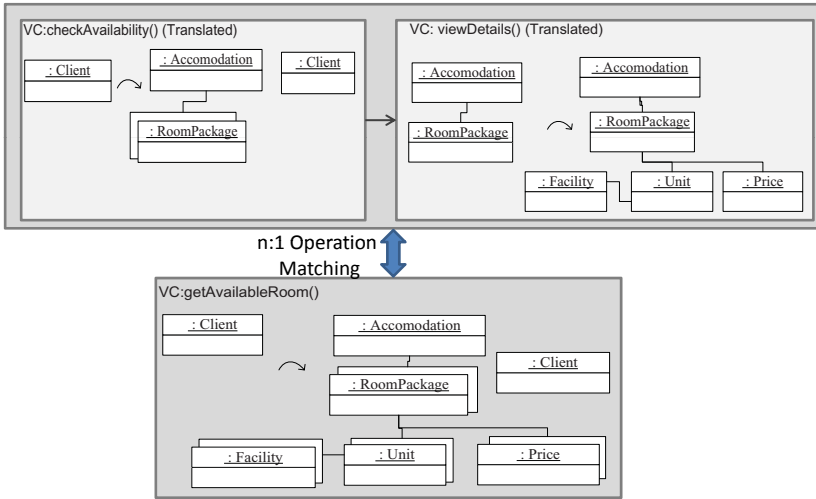 VC:checkAvailability() (Translated)
: Client
: Accomodation
: Client
: RoomPackage
VC: viewDetails() (Translated)
: Accomodation
: Accomodation
: RoomPackage
: RoomPackage
: Facility
: Unit
: Price
n:1 Operation
Matching
VC:getAvailableRoom()
: Client
: Accomodation
: Client
: RoomPackage
: Facility
: Unit
: Price